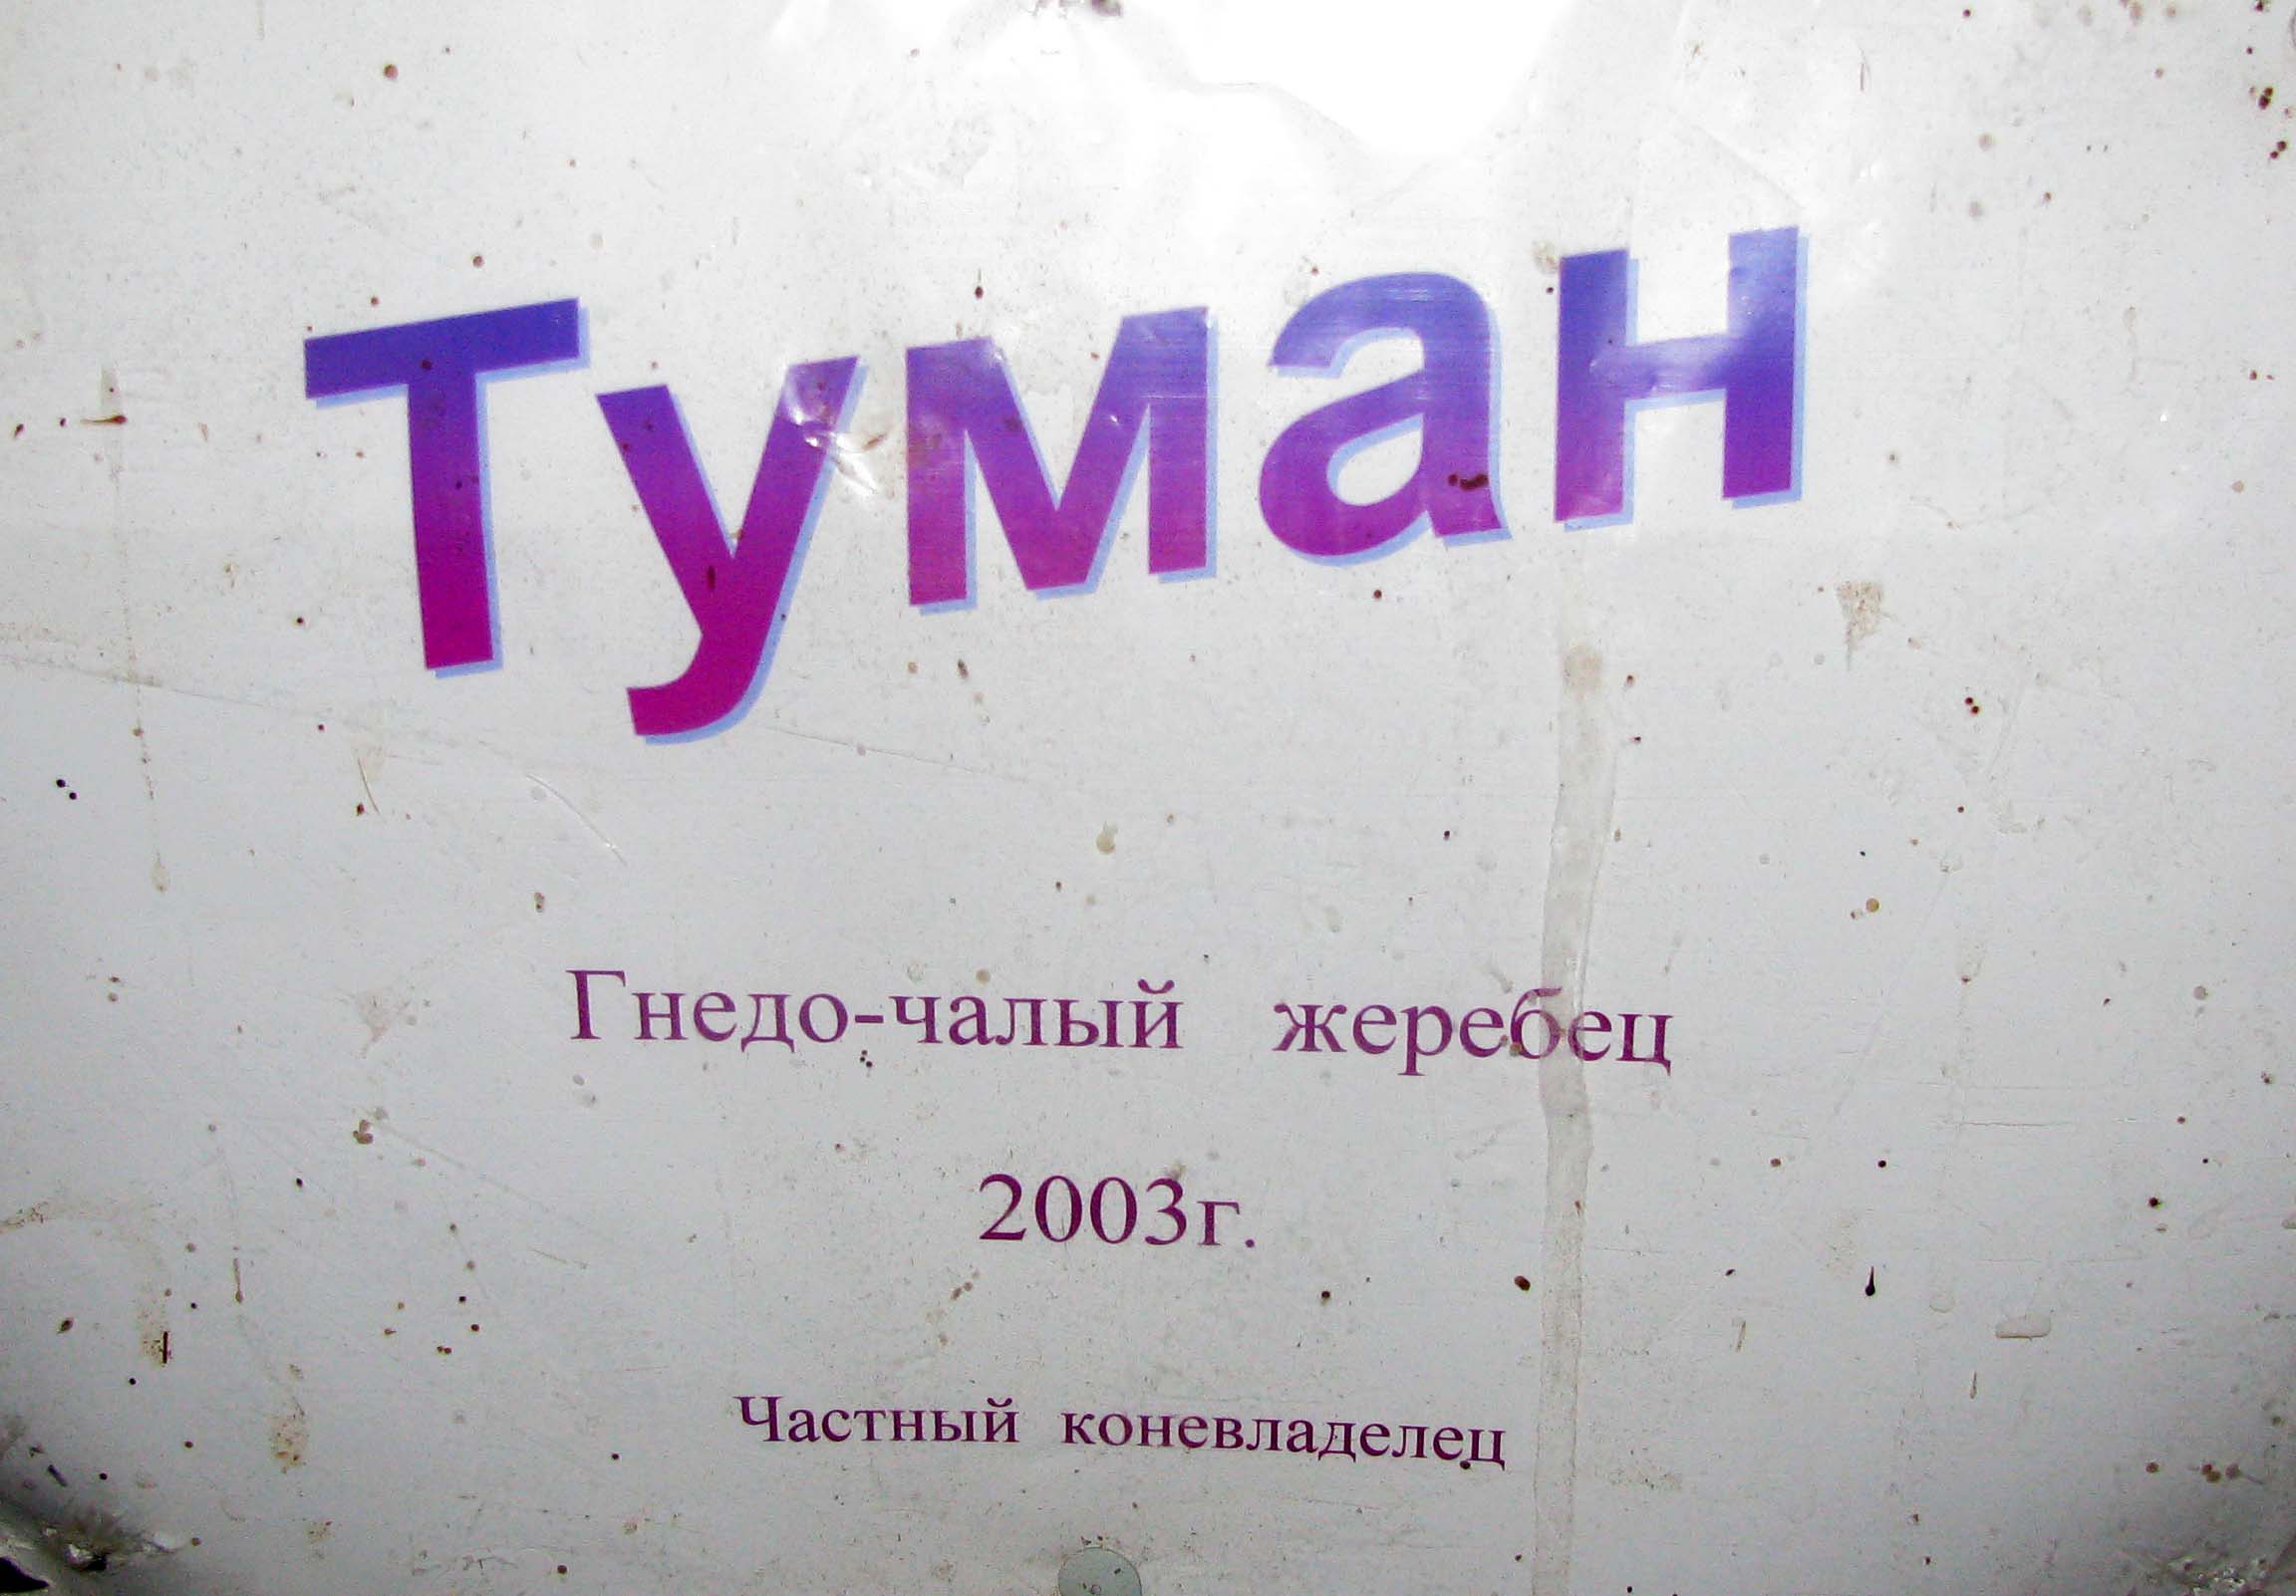 Туман
Гнедо-чалый жеребец
2003г.
Частный коневладелец